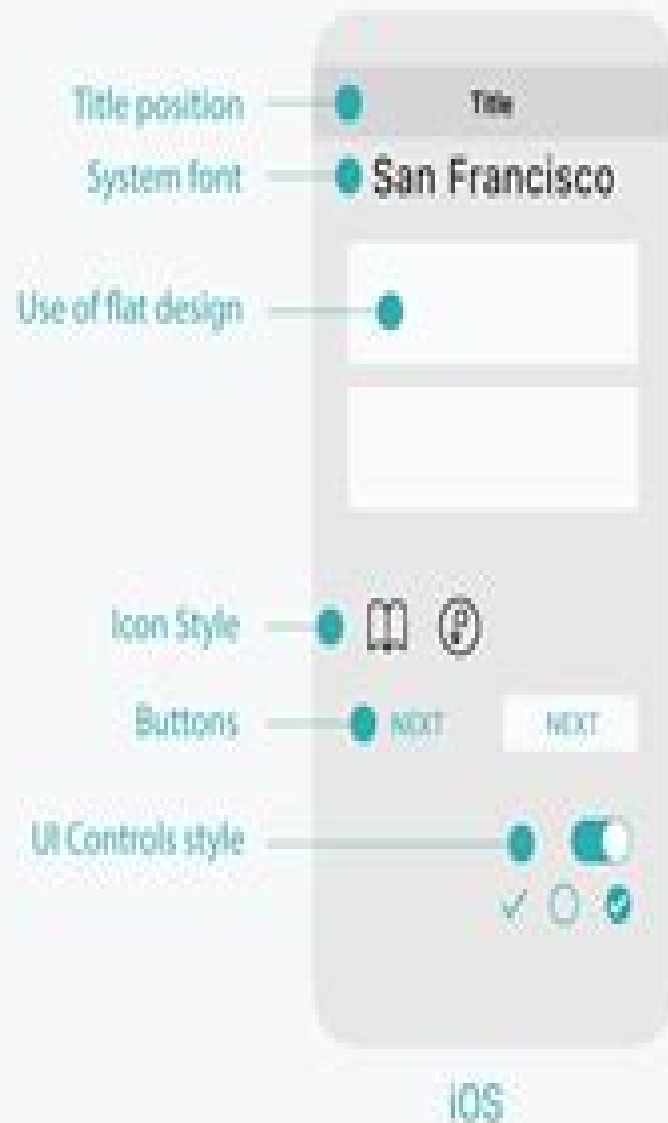 Title position
Title
System font
San Francisco
Use of flat design
Icon Style
Buttons
NEXT
NEXT
UI Controls style
iOS